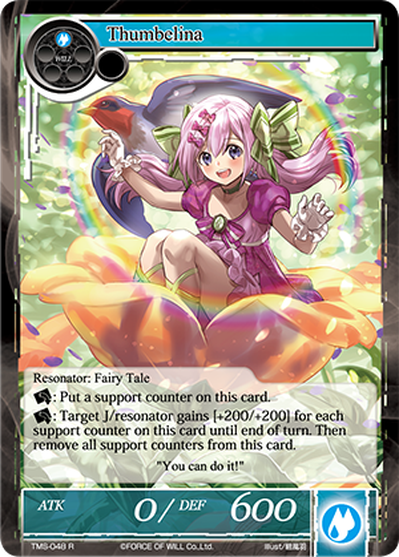 Thumbelina
WILL
Resonator: Fairy Tale
: Put a support counter on this card.
: Target J/resonator gains [+200/+200] for each
support counter on this card until end of turn. Then
remove all support counters from this card.
"You can do it!"
ATK 0/ DEF 600
TMS-048 R ©FORCE OF WILL Co.,Ltd. Illust/